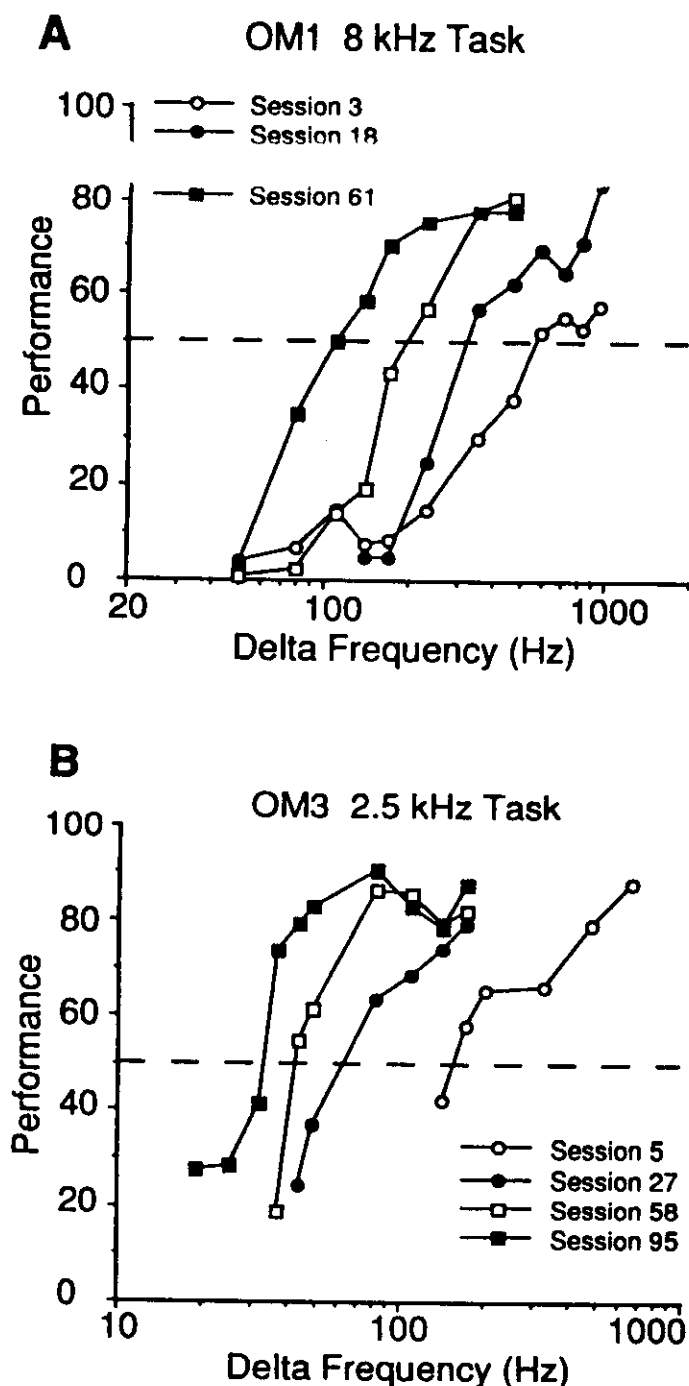 A OM1 8 kHz Task
100
Session 3
Session 18
80
Session 61
60
40
20
0
Performance
20 100 1000
Delta Frequency (Hz)
B
OM3 2.5 kHz Task
100
80
60
40
20
0
Performance
Session 5
Session 27
Session 58
Session 95
10 100 1000
Delta Frequency (Hz)